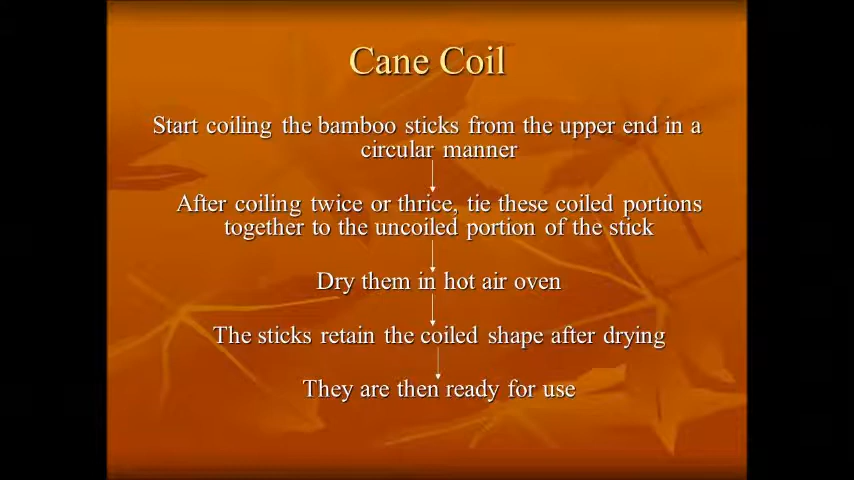 Cane Coil
Start coiling the bamboo sticks from the upper end in a
circular manner
After coiling twice or thrice, tie these coiled portions
together to the uncoiled portion of the stick
Dry them in hot air oven
The sticks retain the coiled shape after drying
They are then ready for use